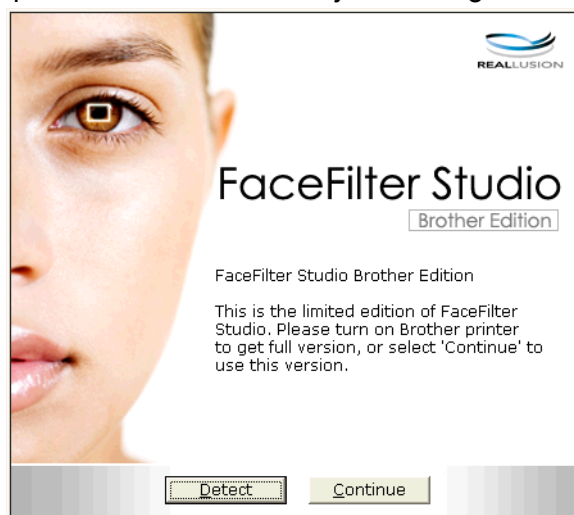 REALLUSION
FaceFilter Studio
Brother Edition
FaceFilter Studio Brother Edition
This is the limited edition of FaceFilter
Studio. Please turn on Brother printer
to get full version, or select 'Continue' to
use this version.
Detect
Continue